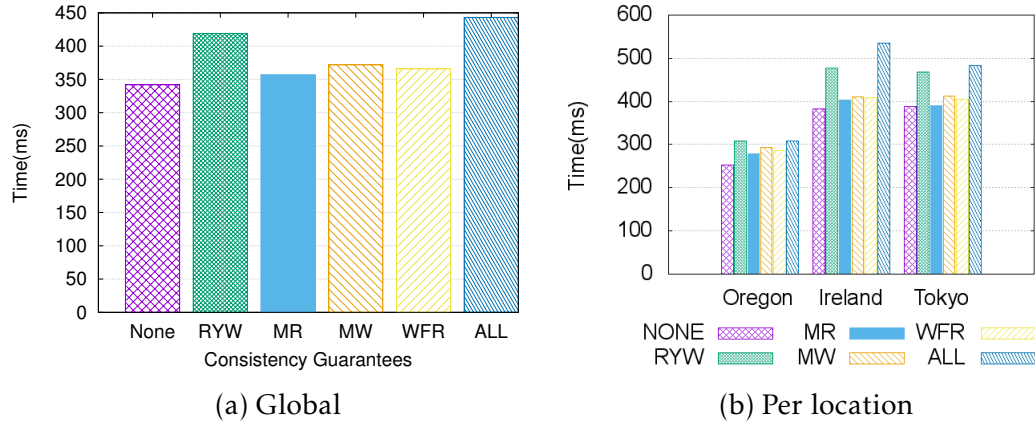 450
400
350
300
250
200
150
100
50
0
Time(ms)
None RYW MR MW WFR ALL
Consistency Guarantees
(a) Global
600
500
400
300
200
100
0
Time(ms)
Oregon Ireland Tokyo
NONE MR WFR
RYW MW ALL
(b) Per location